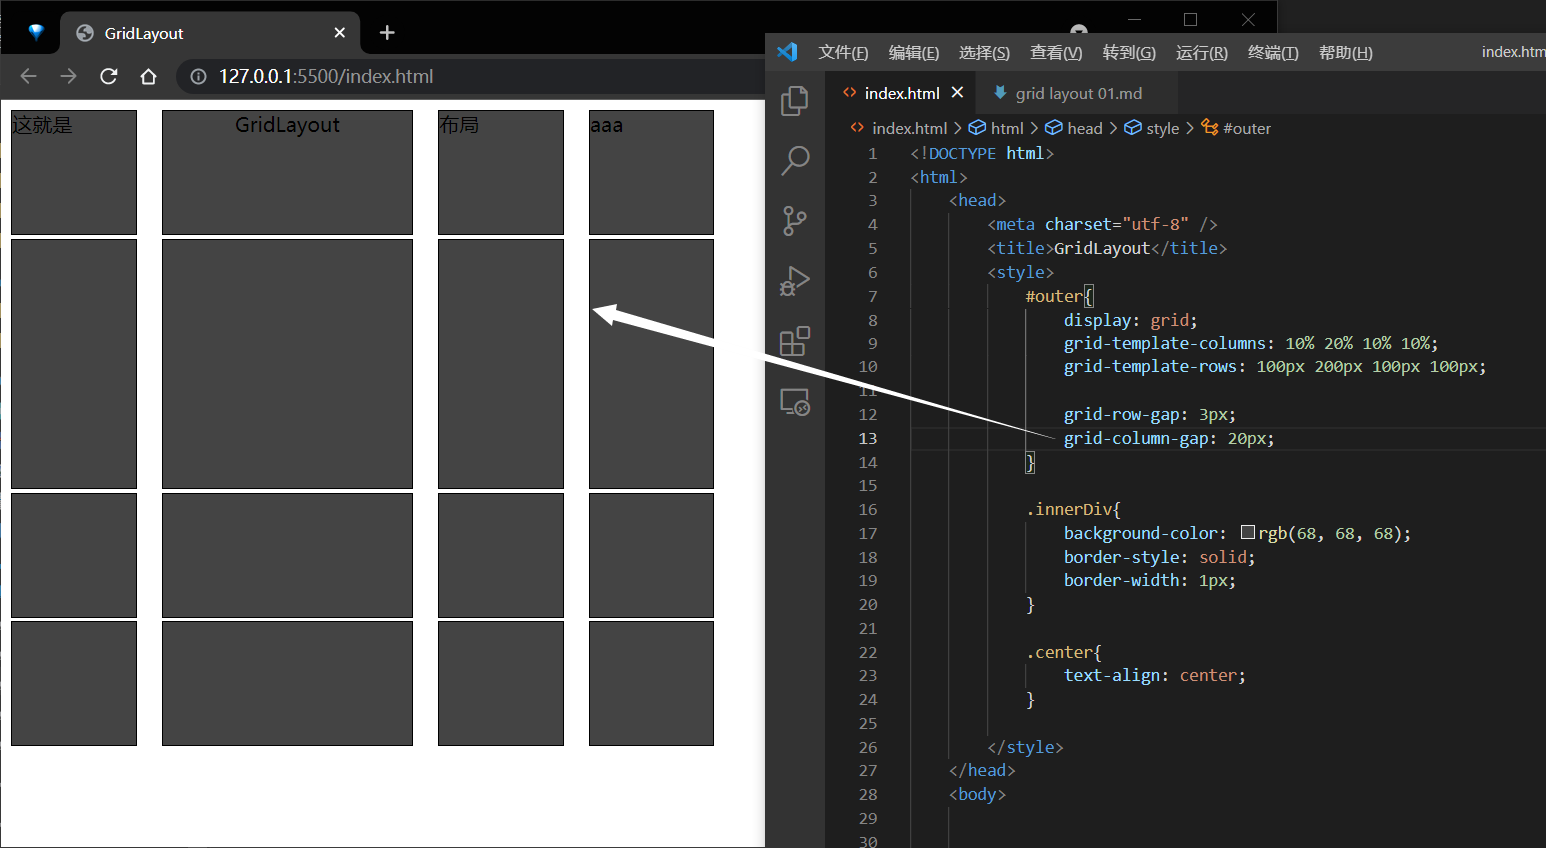 GridLayout
127.0.0.1:5500/index.html
这就是
GridLayout
布局
aaa
文件(F) 编辑(E) 选择(S) 查看(V) 转到(G) 运行(R) 终端(T) 帮助(H) index.htm
index.html
grid layout 01.md
index.html > html > head > style > #outer
1 <!DOCTYPE html>
2 <html>
3 <head>
4 <meta charset="utf-8" />
5 <title>GridLayout</title>
6 <style>
7 #outer{
8 display: grid;
9 grid-template-columns: 10% 20% 10% 10%;
10 grid-template-rows: 100px 200px 100px 100px;
11
12 grid-row-gap: 3px;
13 grid-column-gap: 20px;
14 }
15
16 .innerDiv{
17 background-color: rgb(68, 68, 68);
18 border-style: solid;
19 border-width: 1px;
20 }
21
22 .center{
23 text-align: center;
24 }
25
26 </style>
27 </head>
28 <body>
29
30